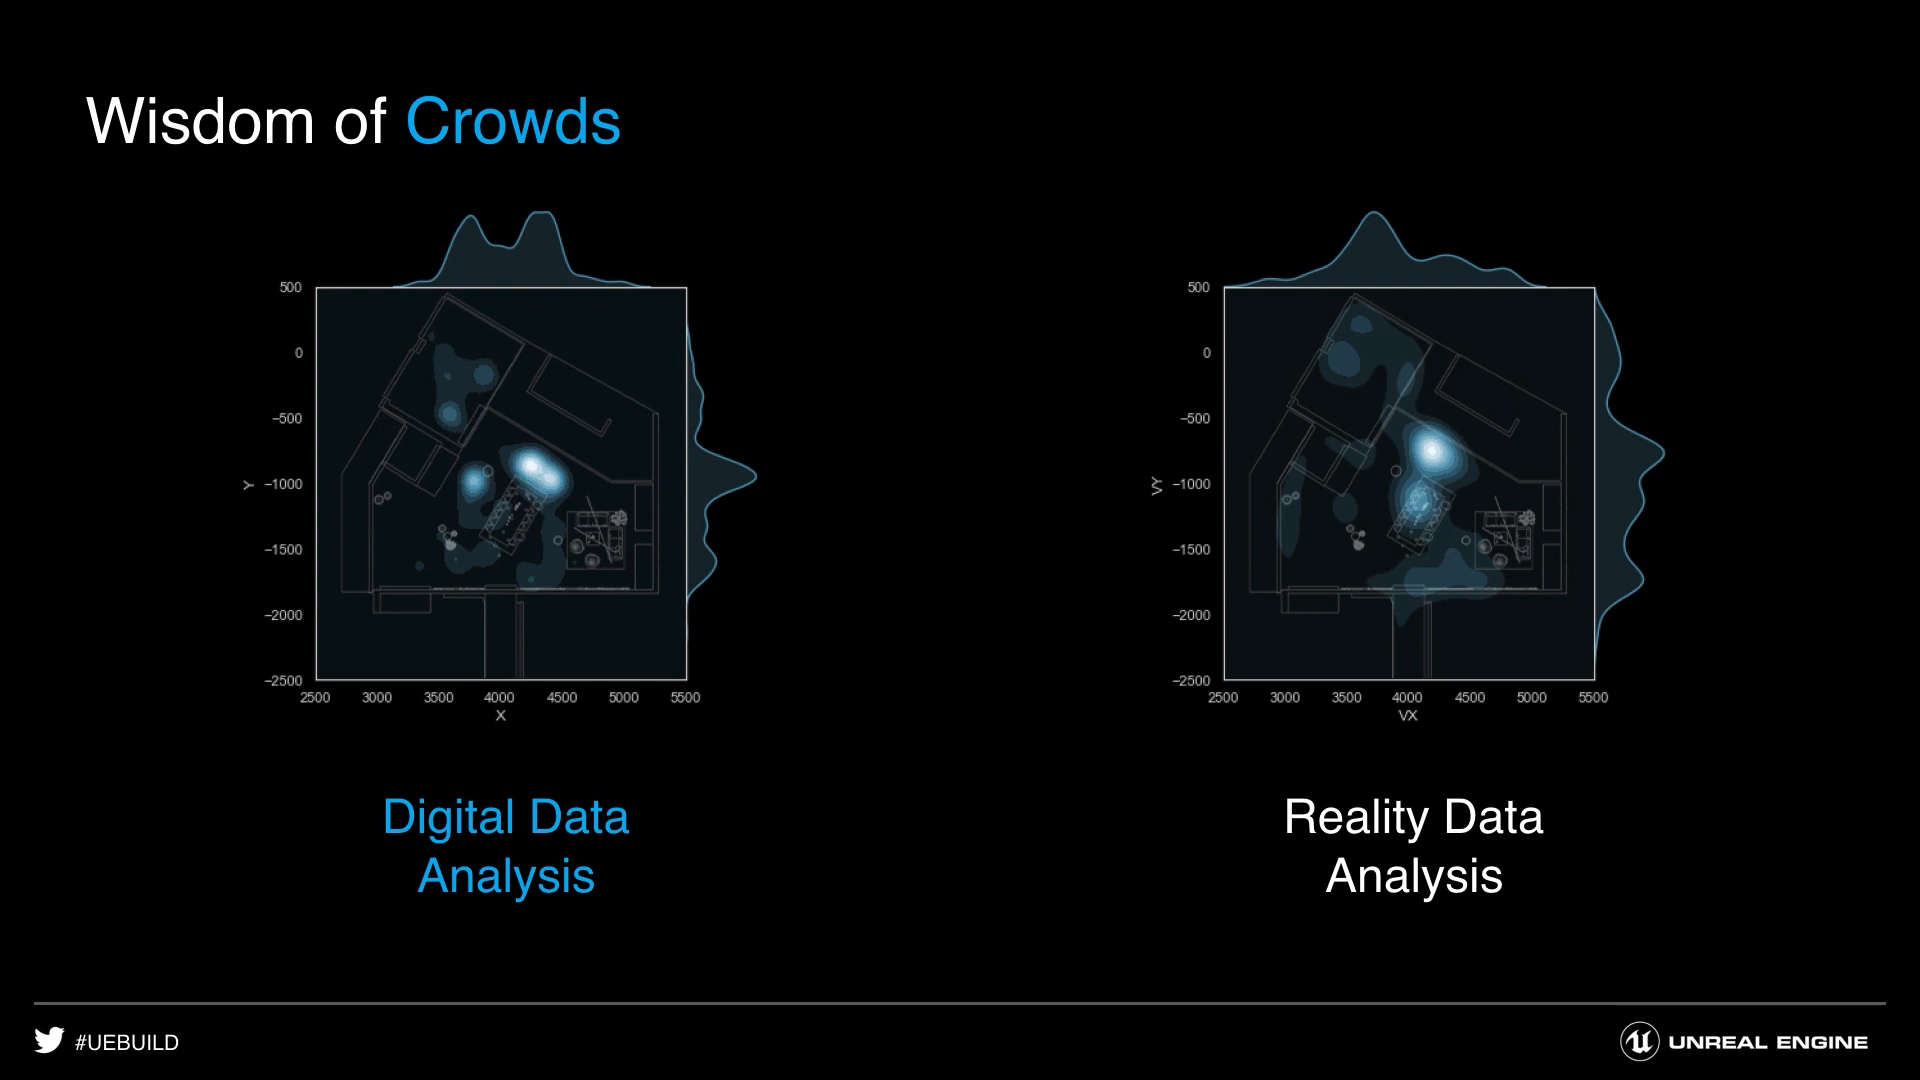 Wisdom of Crowds
500
0
−500
−1000
−1500
−2000
−2500
Y
2500 3000 3500 4000 4500 5000 5500
X
500
0
−500
−1000
−1500
−2000
−2500
VY
2500 3000 3500 4000 4500 5000 5500
VX
Digital Data
Analysis
Reality Data
Analysis
#UEBUILD
UNREAL ENGINE